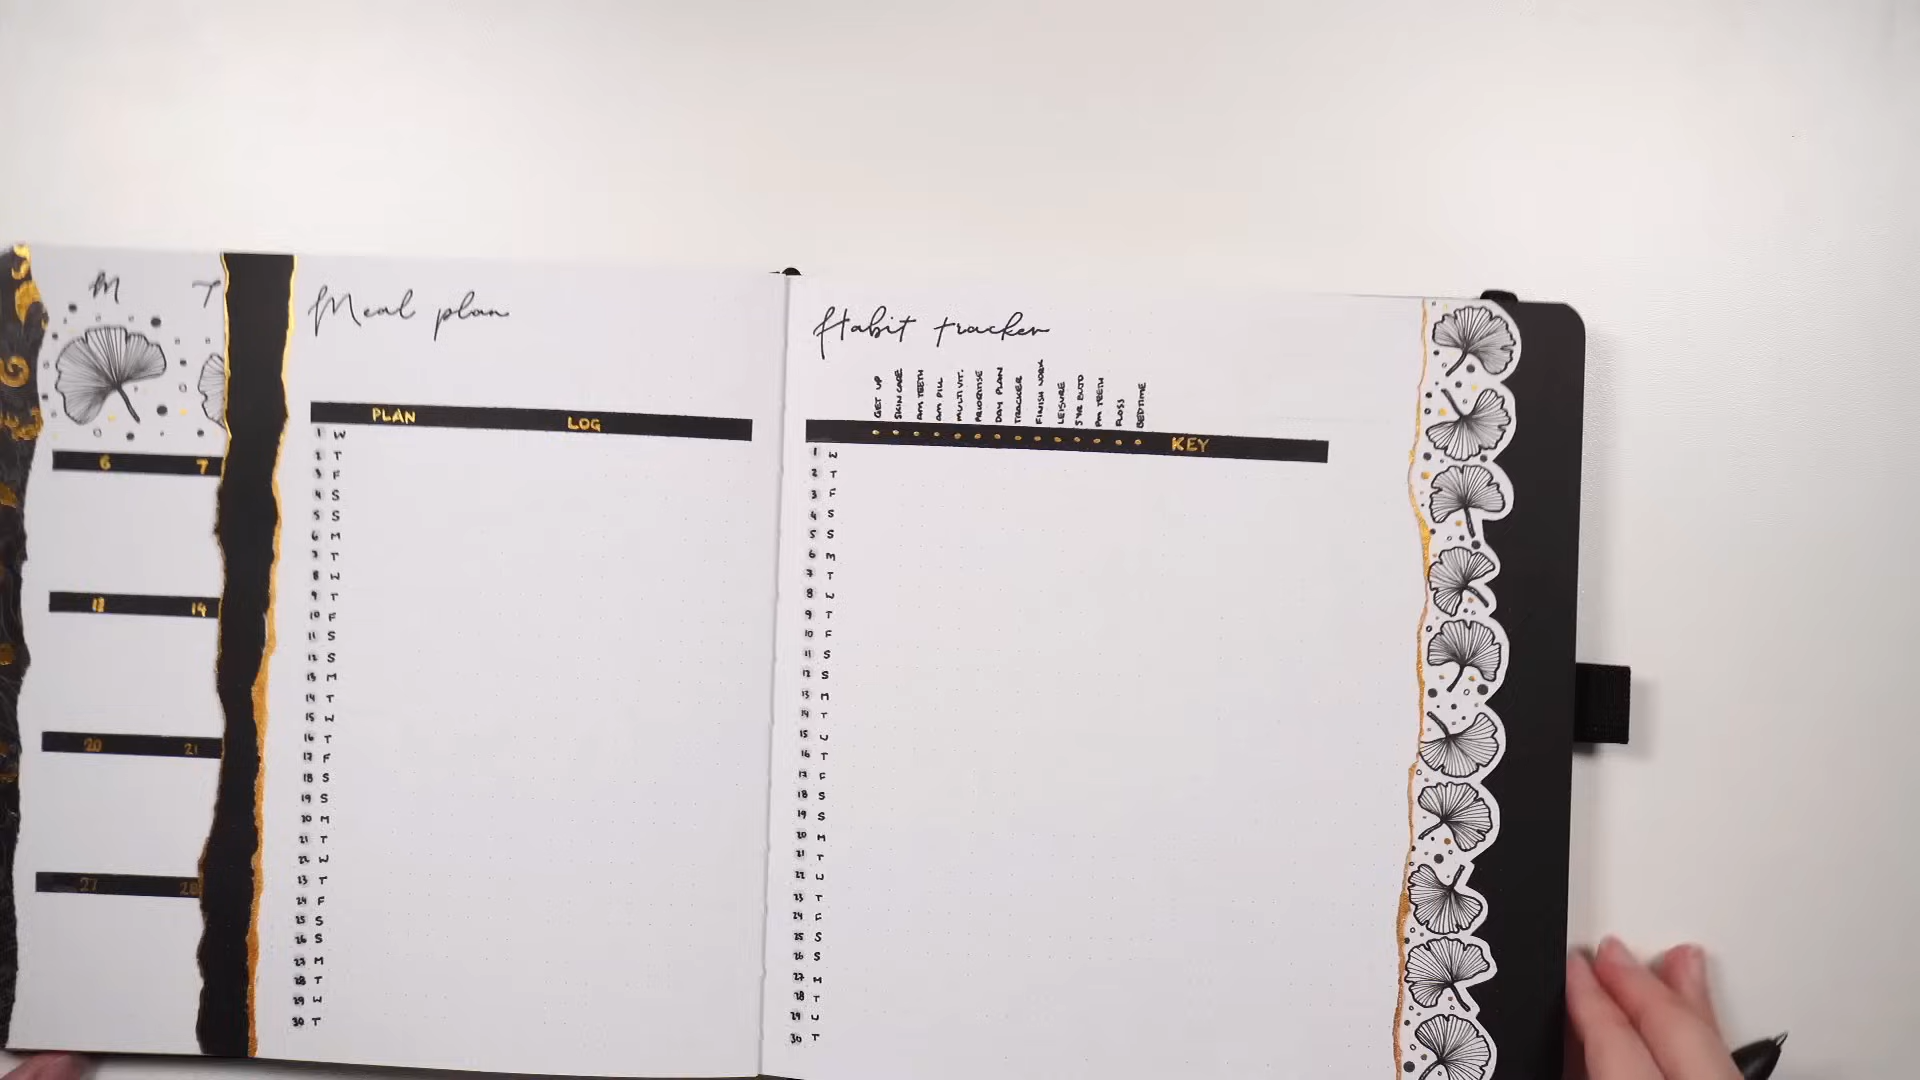 M T
6 7
13 14
20 21
27 28
Meal plan
PLAN LOG
1 W
2 T
3 F
4 S
5 S
6 M
7 T
8 W
9 T
10 F
11 S
12 S
13 M
14 T
15 W
16 T
17 F
18 S
19 S
20 M
21 T
22 W
23 T
24 F
25 S
26 S
27 M
28 T
29 W
30 T
Habit tracker
GET UP
SKIN CARE
AM TEETH
AM PILL
MULTI VIT.
PRIORITISE
DAY PLAN
TRACKER
FINISH WORK
LEISURE
PM TEETH
FLOSS
BEDTIME
KEY
1 W
2 T
3 F
4 S
5 S
6 M
7 T
8 W
9 T
10 F
11 S
12 S
13 M
14 T
15 W
16 T
17 F
18 S
19 S
20 M
21 T
22 W
23 T
24 F
25 S
26 S
27 M
28 T
29 W
30 T